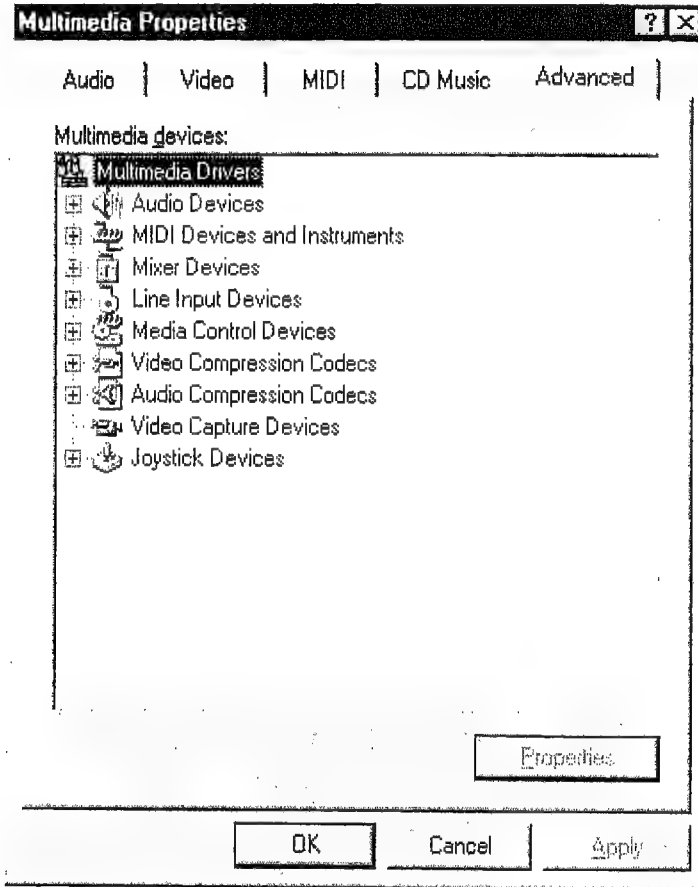 Multimedia Properties ? ×
Audio Video MIDI CD Music Advanced
Multimedia devices:
Multimedia Drivers
Audio Devices
MIDI Devices and Instruments
Mixer Devices
Line Input Devices
Media Control Devices
Video Compression Codecs
Audio Compression Codecs
Video Capture Devices
Joystick Devices
Properties
OK Cancel Apply